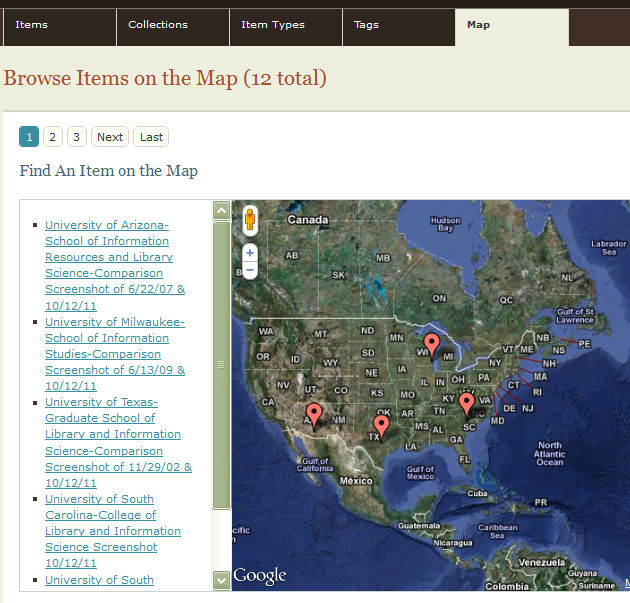 Items
Collections
Item Types
Tags
Map
Browse Items on the Map (12 total)
1
2
3
Next
Last
Find An Item on the Map
University of Arizona-
School of Information
Resources and Library
Science-Comparison
Screenshot of 6/22/07 &
10/12/11
University of Milwaukee-
School of Information
Studies-Comparison
Screenshot of 6/13/09 &
10/12/11
University of Texas-
Graduate School of
Library and Information
Science-Comparison
Screenshot of 11/29/02 &
10/12/11
University of South
Carolina-College of
Library and Information
Science Screenshot
10/12/11
University of South
Canada
Hudson
Bay
Labrador
Sea
AB
SK
MB
ON
QC
NL
Gulf of St
Lawrence
NB
PE
NS
WA
MT
ND
MN
WI
MI
VT
ME
NH
MA
OR
ID
WY
SD
IA
NE
IL
IN
OH
PA
NY
CT
RI
NV
UT
CO
KS
MO
KY
VA
NJ
DE
MD
CA
NM
OK
AR
TN
NC
SC
TX
LA
MS
AL
GA
FL
Gulf of
California
México
Gulf of
Mexico
North
Atlantic
Ocean
Cuba
PR
Guatemala
Nicaragua
Caribbean
Sea
Venezuela
Guyana
Suriname
Colombia
cific
an
Google